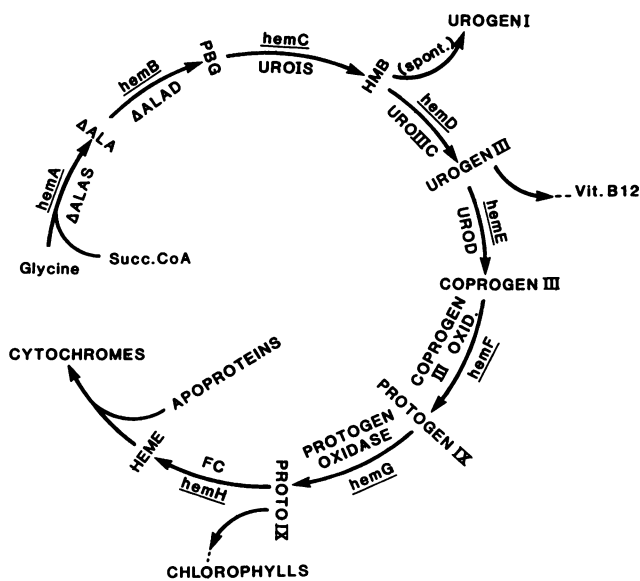 UROGEN I
hemC
(spont.)
PBG
UROIS
HMB
hemB
ΔALAD
hemD
UROIIIC
ΔALA
UROGEN III
hemA
ΔALAS
Vit. B12
hemE
UROD
Glycine
Succ. CoA
COPROGEN III
COPROGEN
III OXID.
hemF
CYTOCHROMES
APOPROTEINS
PROTOGEN IX
PROTOGEN
OXIDASE
HEME
FC
hemG
hemH
PROTO IX
CHLOROPHYLLS